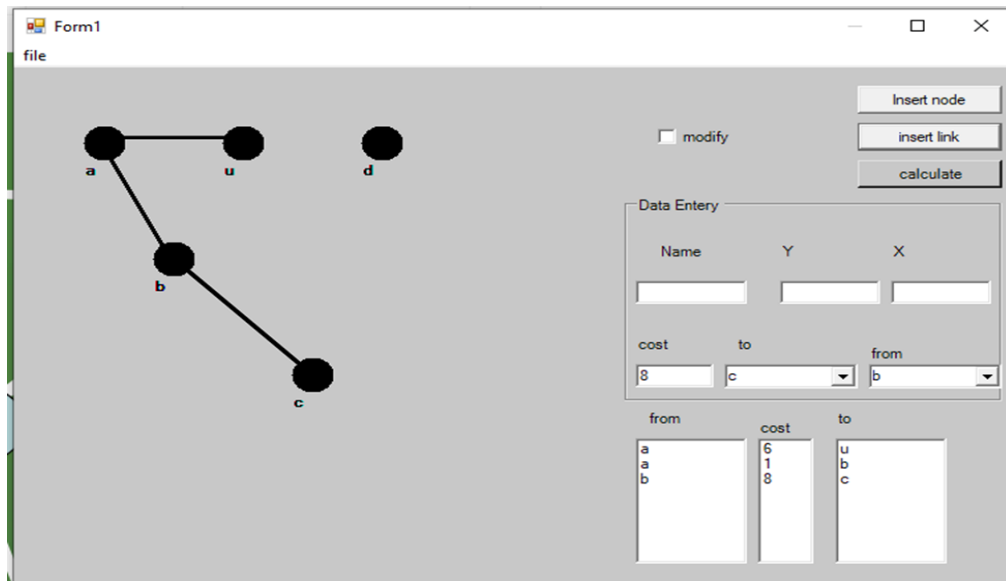 Form1
file
Insert node
modify
insert link
calculate
a
u
d
b
c
Data Entery
Name Y X
cost to from
8 c b
from cost to
a 6 u
a 1 b
b 8 c